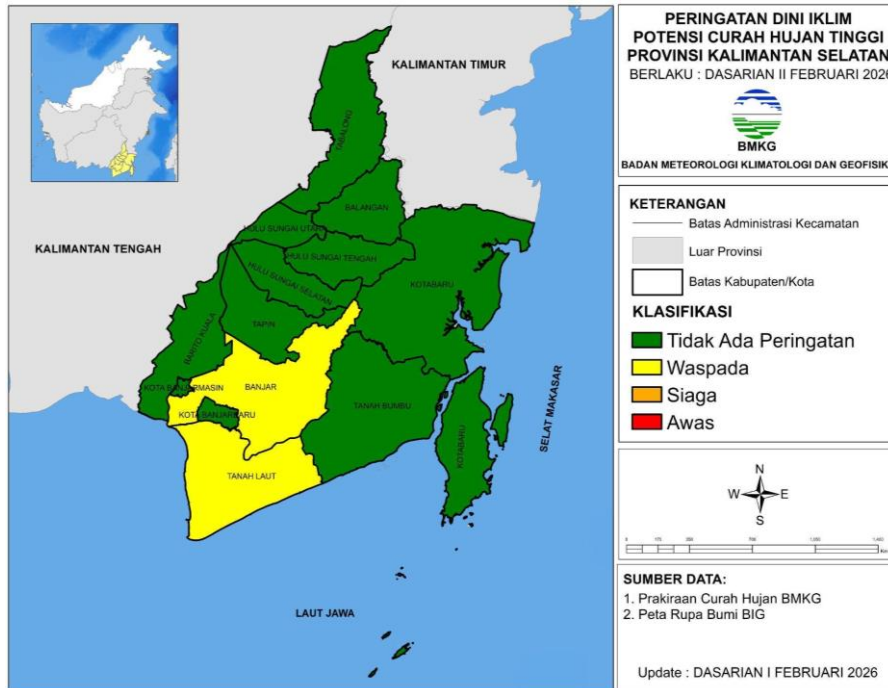 KALIMANTAN TIMUR
TABALONG
BALANGAN
HULU SUNGAI UTARA
KALIMANTAN TENGAH
HULU SUNGAI TENGAH
HULU SUNGAI SELATAN
KOTABARU
TAPIN
BARITO KUALA
KOTA BANJARMASIN
BANJAR
KOTA BANJARBARU
TANAH BUMBU
SELAT MAKASAR
KOTABARU
TANAH LAUT
LAUT JAWA
PERINGATAN DINI IKLIM
POTENSI CURAH HUJAN TINGGI
PROVINSI KALIMANTAN SELATAN
BERLAKU : DASARIAN II FEBRUARI 2026
BMKG
BADAN METEOROLOGI KLIMATOLOGI DAN GEOFISIK
KETERANGAN
Batas Administrasi Kecamatan
Luar Provinsi
Batas Kabupaten/Kota
KLASIFIKASI
Tidak Ada Peringatan
Waspada
Siaga
Awas
N
W E
S
SUMBER DATA:
1. Prakiraan Curah Hujan BMKG
2. Peta Rupa Bumi BIG
Update : DASARIAN I FEBRUARI 2026